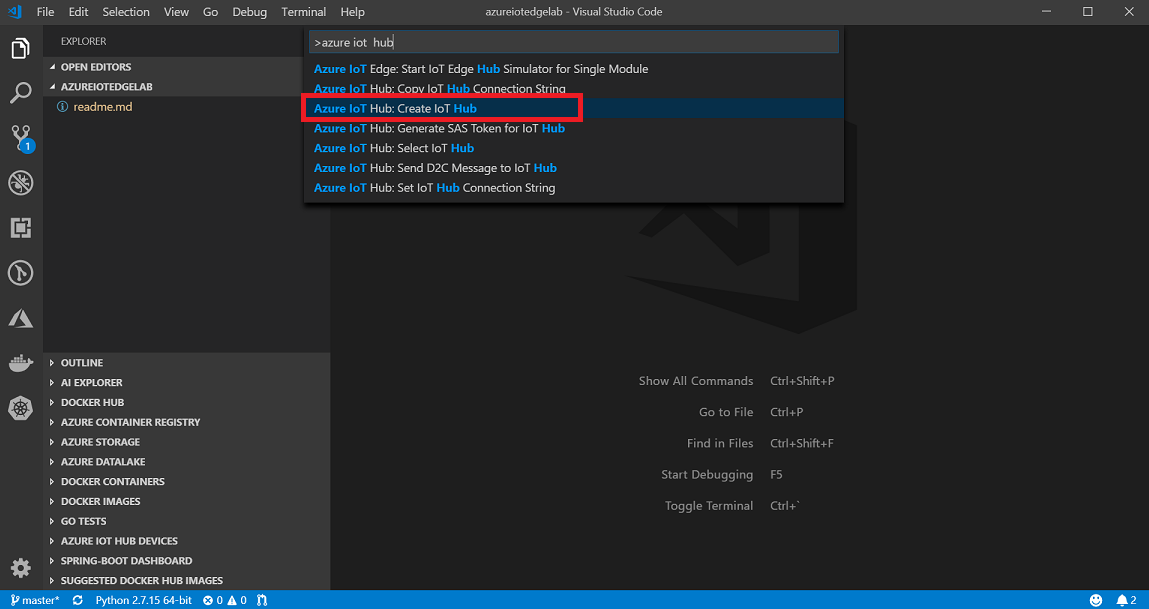 File Edit Selection View Go Debug Terminal Help azureiotedgelab - Visual Studio Code
EXPLORER
OPEN EDITORS
AZUREIOTEDGELAB
readme.md
>azure iot  hub
Azure IoT Edge: Start IoT Edge Hub Simulator for Single Module
Azure IoT Hub: Copy IoT Hub Connection String
Azure IoT Hub: Create IoT Hub
Azure IoT Hub: Generate SAS Token for IoT Hub
Azure IoT Hub: Select IoT Hub
Azure IoT Hub: Send D2C Message to IoT Hub
Azure IoT Hub: Set IoT Hub Connection String
1
OUTLINE
AI EXPLORER
DOCKER HUB
AZURE CONTAINER REGISTRY
AZURE STORAGE
AZURE DATALAKE
DOCKER CONTAINERS
DOCKER IMAGES
GO TESTS
AZURE IOT HUB DEVICES
SPRING-BOOT DASHBOARD
SUGGESTED DOCKER HUB IMAGES
Show All Commands Ctrl+Shift+P
Go to File Ctrl+P
Find in Files Ctrl+Shift+F
Start Debugging F5
Toggle Terminal Ctrl+`
master* Python 2.7.15 64-bit 0 0 2